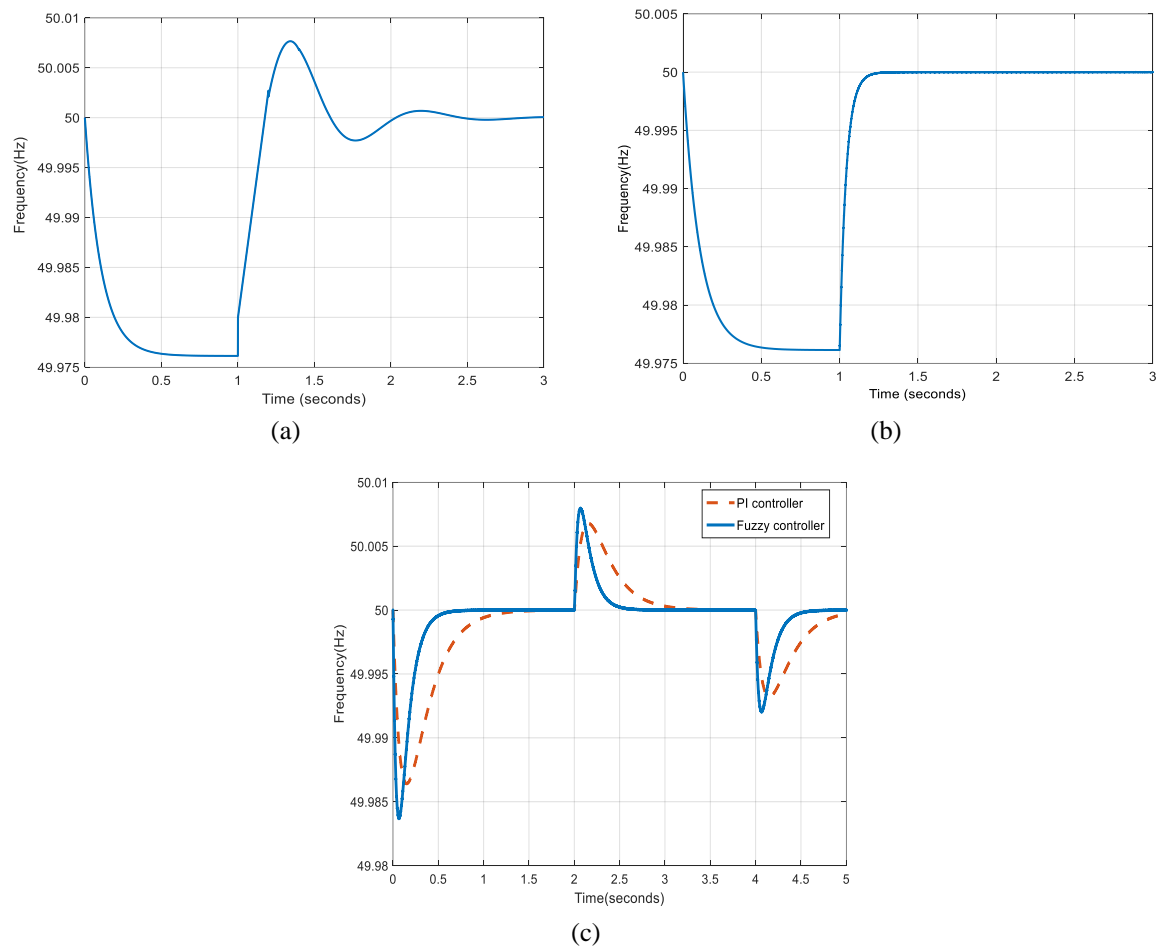 50.01
50.005
50
49.995
49.99
49.985
49.98
49.975
Frequency(Hz)
0 0.5 1 1.5 2 2.5 3
Time (seconds)
(a)
50.005
50
49.995
49.99
49.985
49.98
49.975
Frequency(Hz)
0 0.5 1 1.5 2 2.5 3
Time (seconds)
(b)
50.01
50.005
50
49.995
49.99
49.985
49.98
Frequency(Hz)
PI controller
Fuzzy controller
0 0.5 1 1.5 2 2.5 3 3.5 4 4.5 5
Time(seconds)
(c)